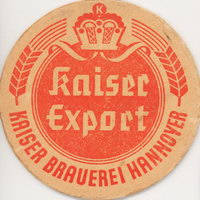 K
Kaiser
Export
KAISER BRAUEREI HANNOVER